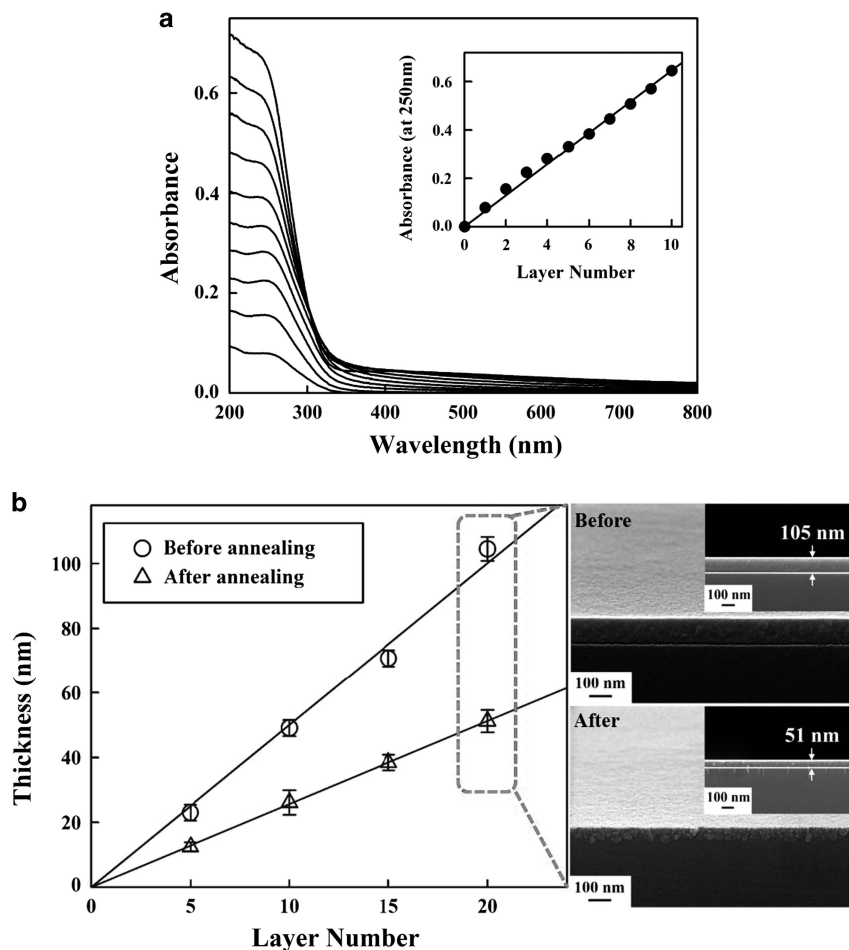 a
Absorbance
0.6
0.4
0.2
0.0
200 300 400 500 600 700 800
Wavelength (nm)
Absorbance (at 250nm)
0.6
0.4
0.2
0.0
0 2 4 6 8 10
Layer Number
b
Thickness (nm)
100
80
60
40
20
0
0 5 10 15 20
Layer Number
Before annealing
After annealing
Before
105 nm
100 nm
100 nm
After
51 nm
100 nm
100 nm